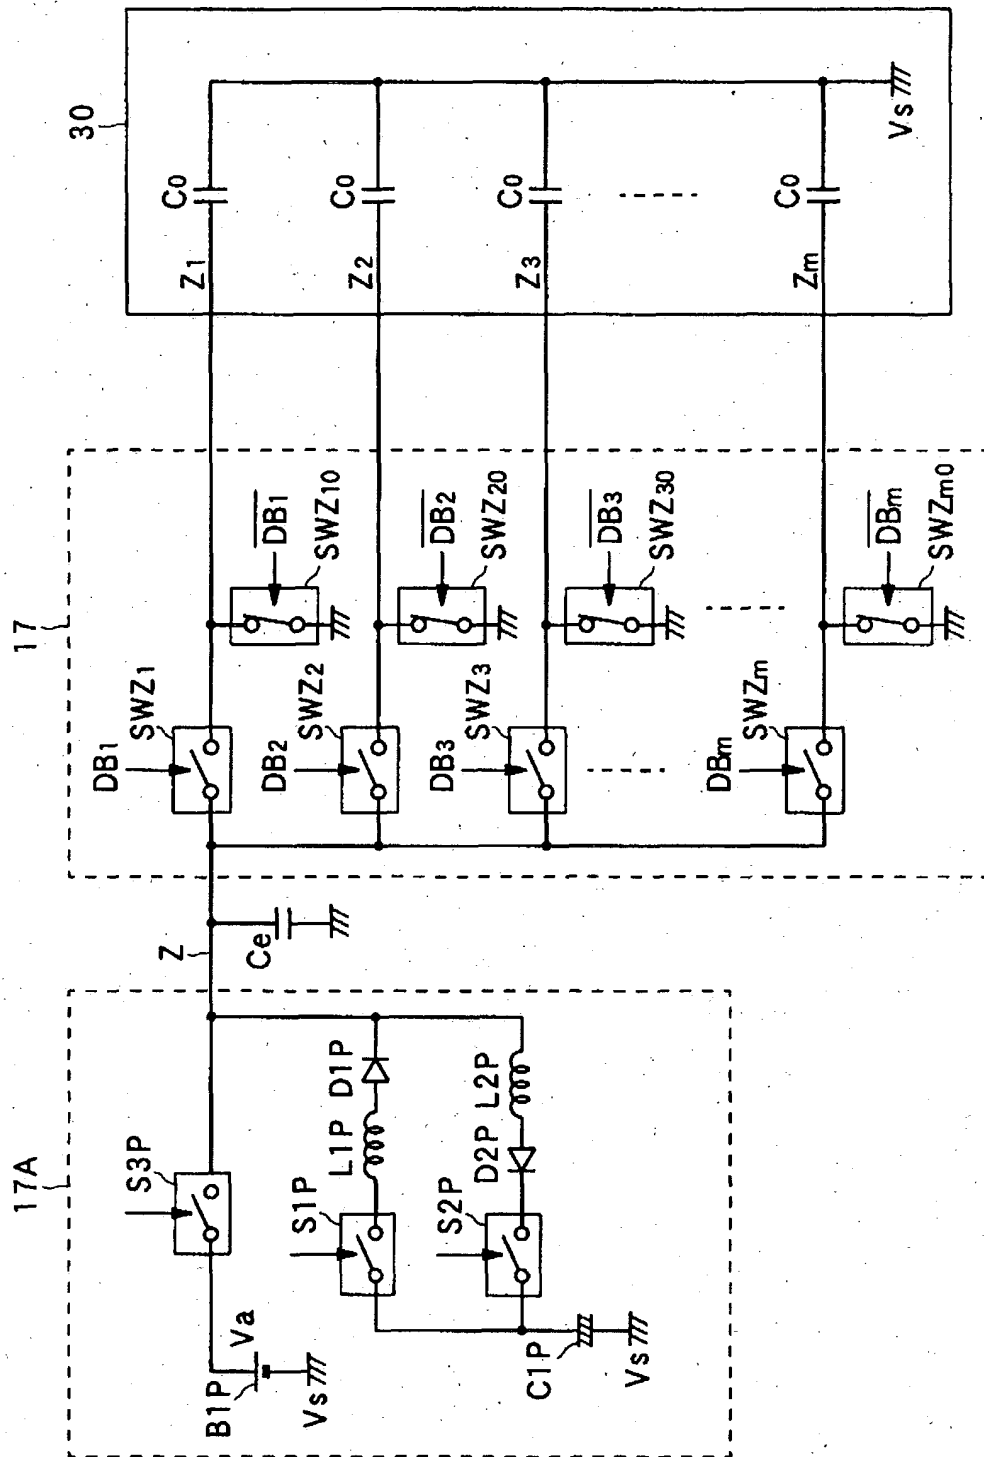 17A
B1P
Va
Vs
S3P
S1P
L1P
D1P
S2P
D2P
L2P
C1P
Vs
Z
Ce
17
DB1
SWZ1
DB1
SWZ10
DB2
SWZ2
DB2
SWZ20
DB3
SWZ3
DB3
SWZ30
DBm
SWZm
DBm
SWZm0
30
Z1
C0
Z2
C0
Z3
C0
Zm
C0
Vs